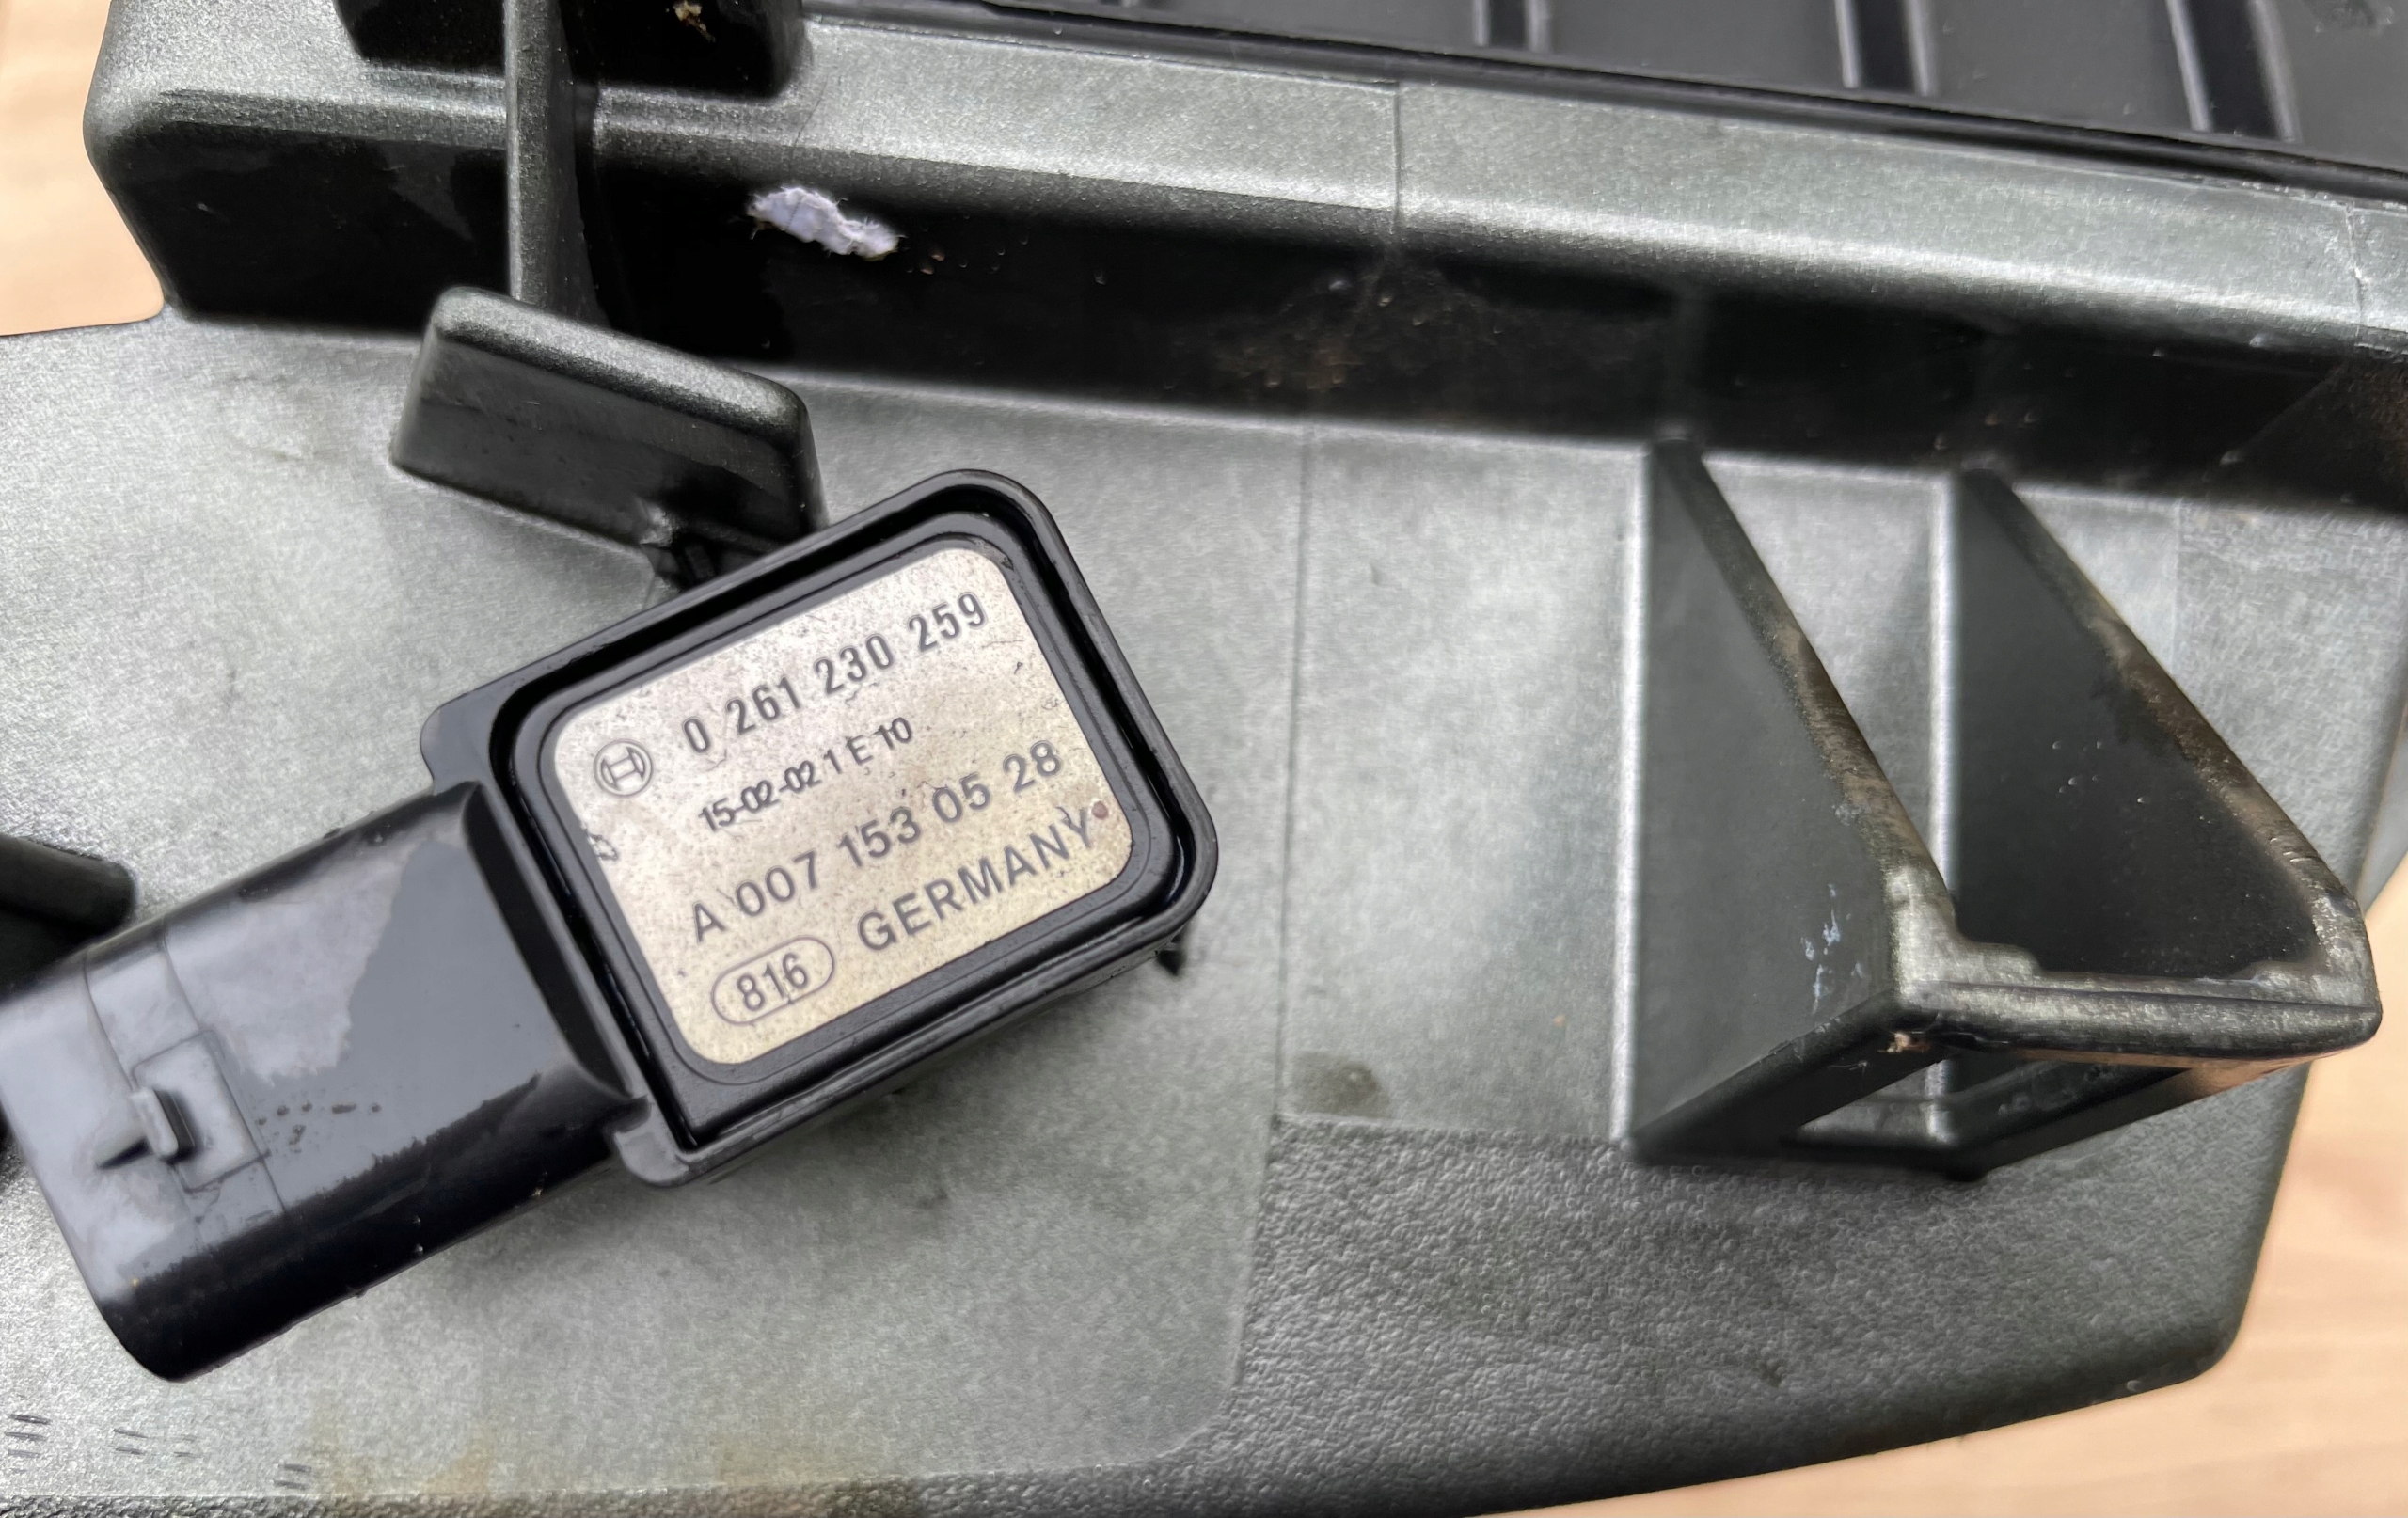 0 261 230 259
15-02-02 1 E 10
A 007 153 05 28
816 GERMANY